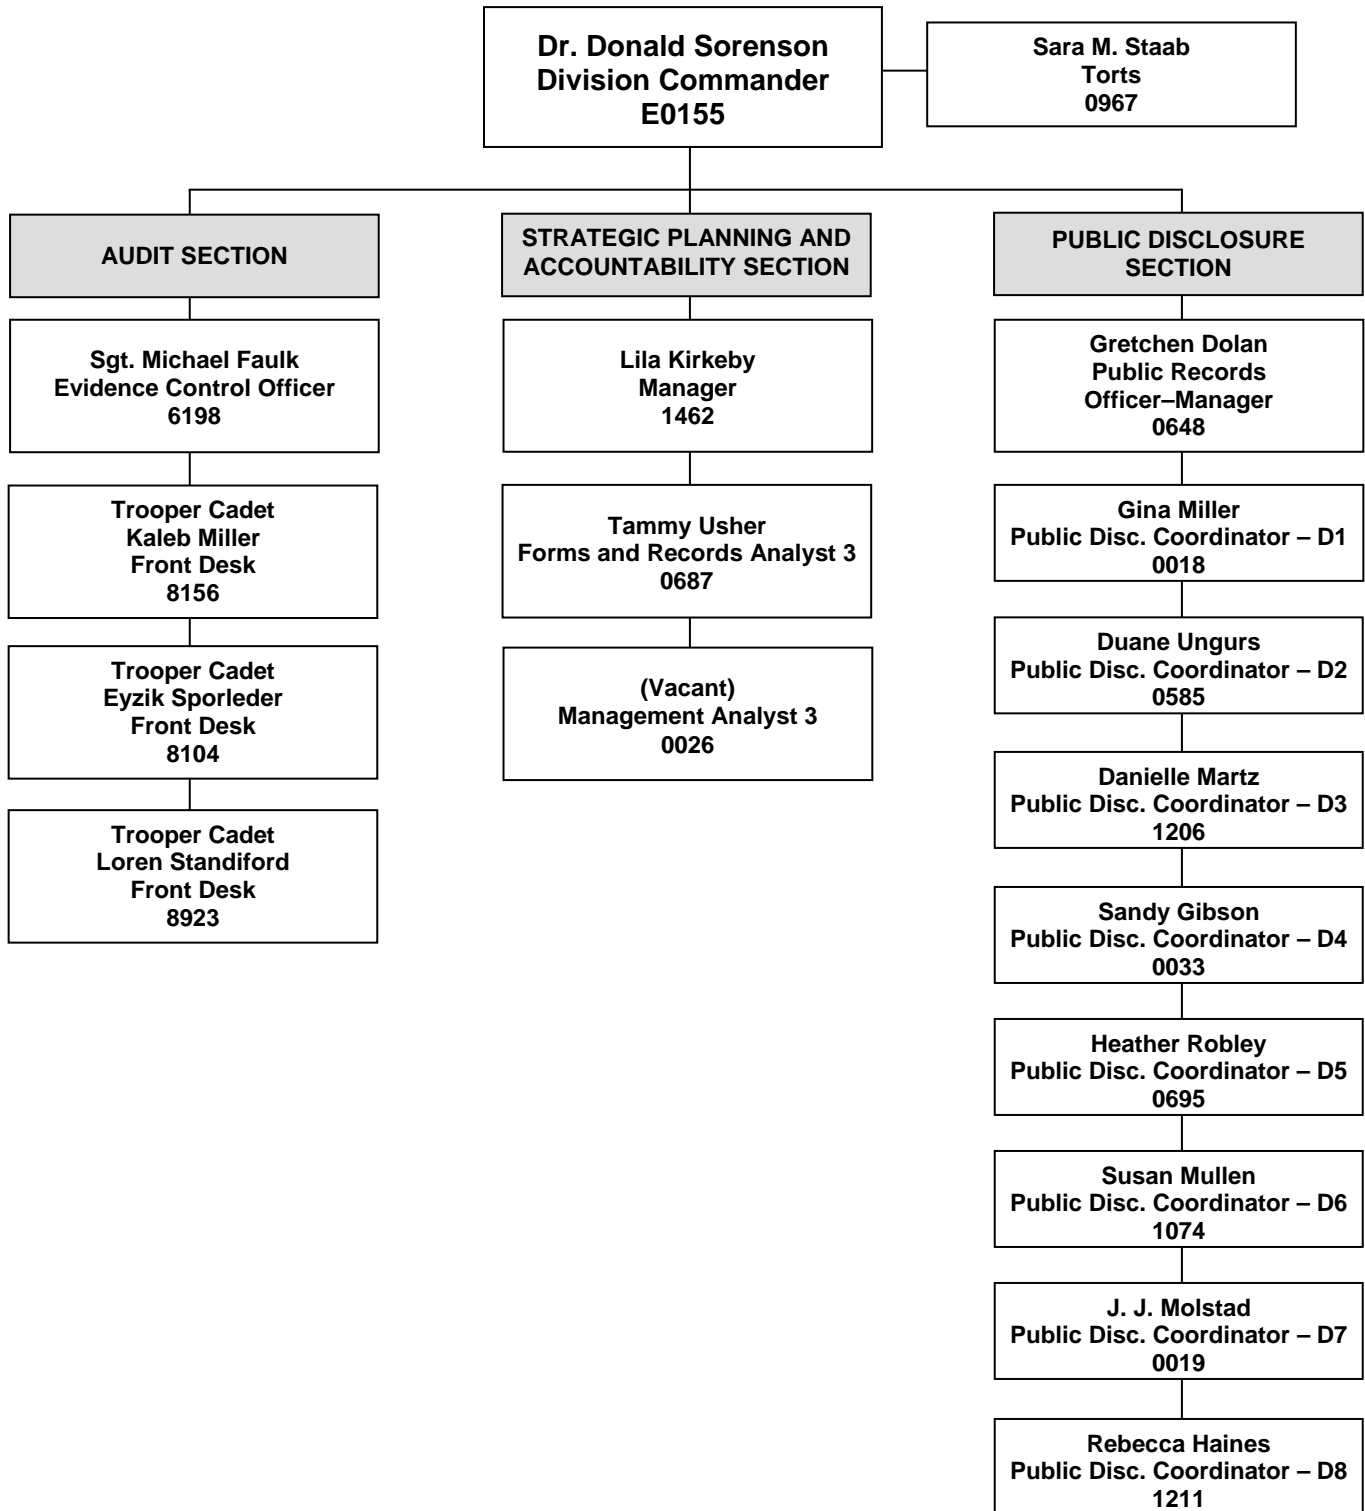 Dr. Donald Sorenson
Division Commander
E0155
Sara M. Staab
Torts
0967
AUDIT SECTION
Sgt. Michael Faulk
Evidence Control Officer
6198
Trooper Cadet
Kaleb Miller
Front Desk
8156
Trooper Cadet
Eyzik Sporleder
Front Desk
8104
Trooper Cadet
Loren Standiford
Front Desk
8923
STRATEGIC PLANNING AND
ACCOUNTABILITY SECTION
Lila Kirkeby
Manager
1462
Tammy Usher
Forms and Records Analyst 3
0687
(Vacant)
Management Analyst 3
0026
PUBLIC DISCLOSURE
SECTION
Gretchen Dolan
Public Records
Officer–Manager
0648
Gina Miller
Public Disc. Coordinator – D1
0018
Duane Ungurs
Public Disc. Coordinator – D2
0585
Danielle Martz
Public Disc. Coordinator – D3
1206
Sandy Gibson
Public Disc. Coordinator – D4
0033
Heather Robley
Public Disc. Coordinator – D5
0695
Susan Mullen
Public Disc. Coordinator – D6
1074
J. J. Molstad
Public Disc. Coordinator – D7
0019
Rebecca Haines
Public Disc. Coordinator – D8
1211